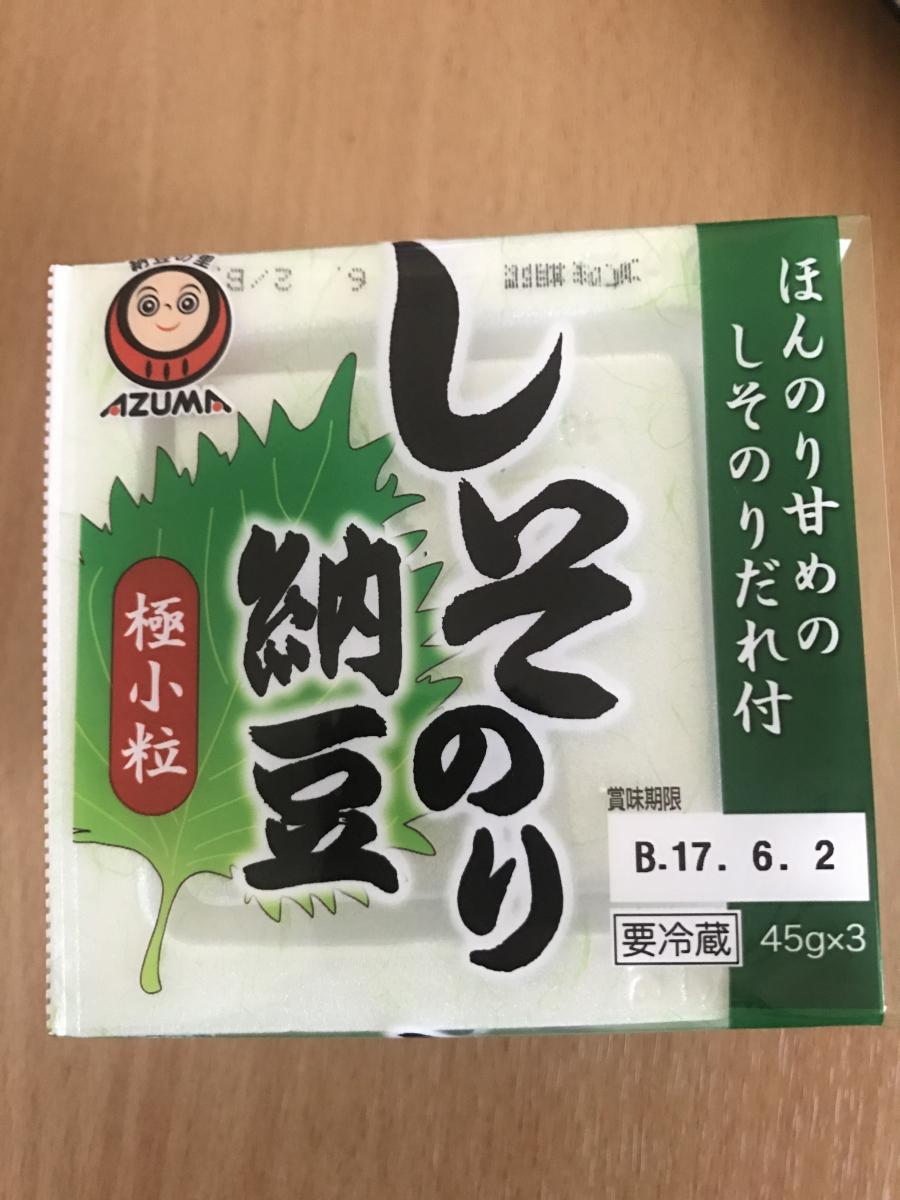 ほんのり甘めの
しそのりだれ付
しそのり
納豆
極小粒
納豆の里
AZUMA
賞味期限
B.17. 6. 2
要冷蔵
45g×3